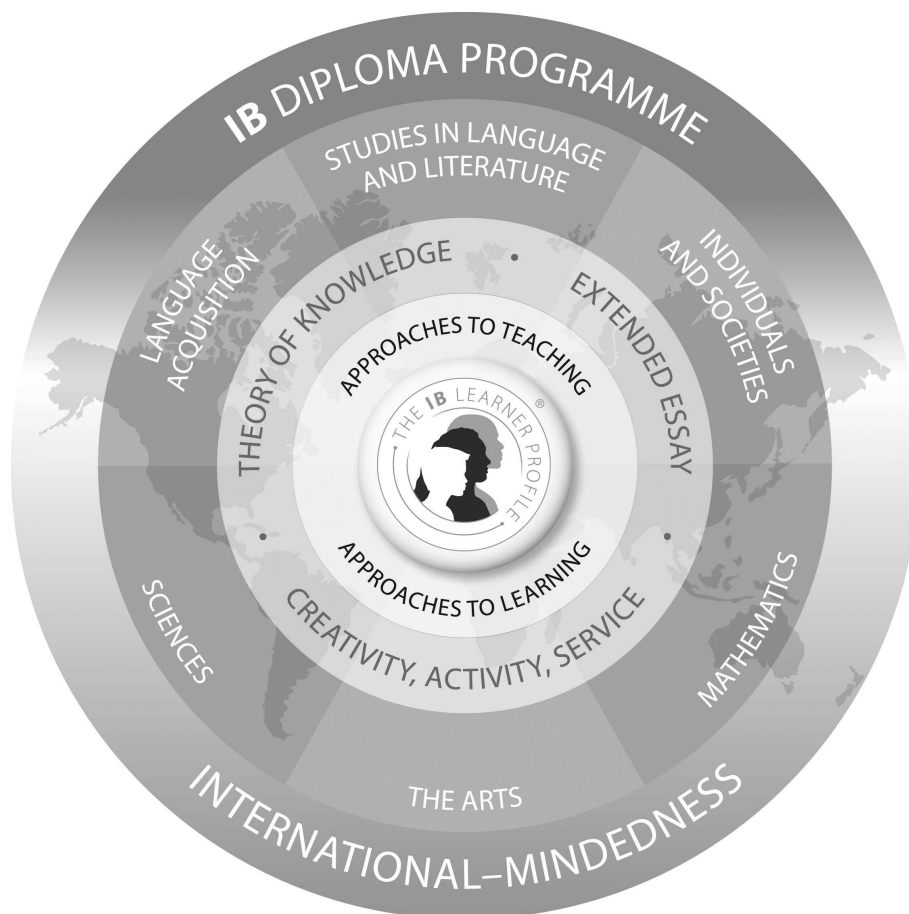 IB DIPLOMA PROGRAMME
STUDIES IN LANGUAGE
AND LITERATURE
LANGUAGE
ACQUISITION
INDIVIDUALS
AND SOCIETIES
THEORY OF KNOWLEDGE
EXTENDED ESSAY
APPROACHES TO TEACHING
THE IB LEARNER PROFILE
®
APPROACHES TO LEARNING
CREATIVITY, ACTIVITY, SERVICE
SCIENCES
MATHEMATICS
THE ARTS
INTERNATIONAL–MINDEDNESS